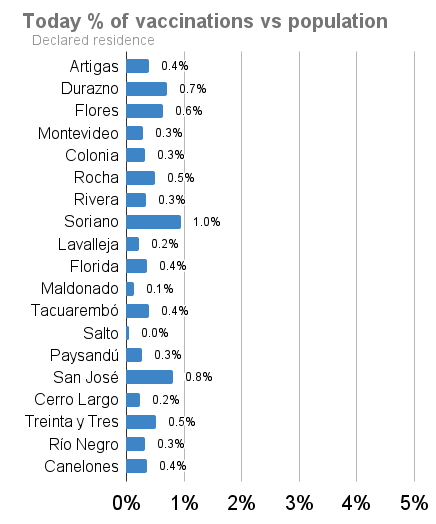 Today % of vaccinations vs population
Declared residence
Artigas 0.4%
Durazno 0.7%
Flores 0.6%
Montevideo 0.3%
Colonia 0.3%
Rocha 0.5%
Rivera 0.3%
Soriano 1.0%
Lavalleja 0.2%
Florida 0.4%
Maldonado 0.1%
Tacuarembó 0.4%
Salto 0.0%
Paysandú 0.3%
San José 0.8%
Cerro Largo 0.2%
Treinta y Tres 0.5%
Río Negro 0.3%
Canelones 0.4%
0% 1% 2% 3% 4% 5%